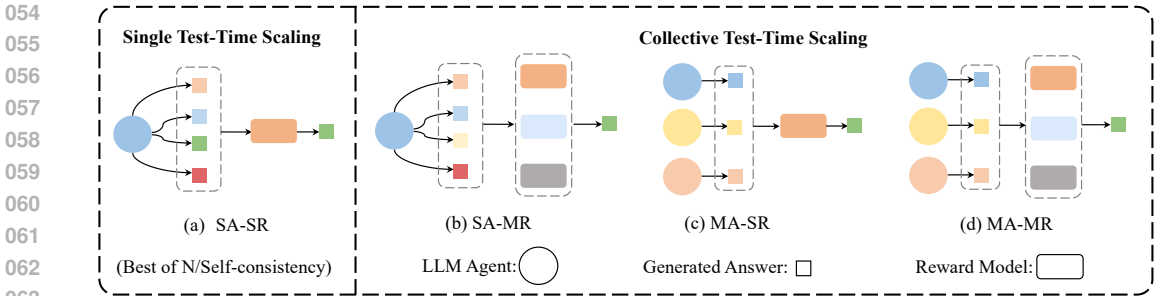 054
055
056
057
058
059
060
061
062
Single Test-Time Scaling
(a) SA-SR
(Best of N/Self-consistency)
Collective Test-Time Scaling
(b) SA-MR
(c) MA-SR
(d) MA-MR
LLM Agent:
Generated Answer:
Reward Model: